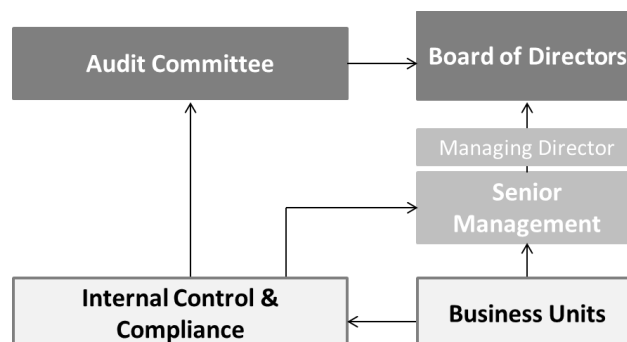 Audit Committee
Board of Directors
Managing Director
Senior
Management
Internal Control &
Compliance
Business Units